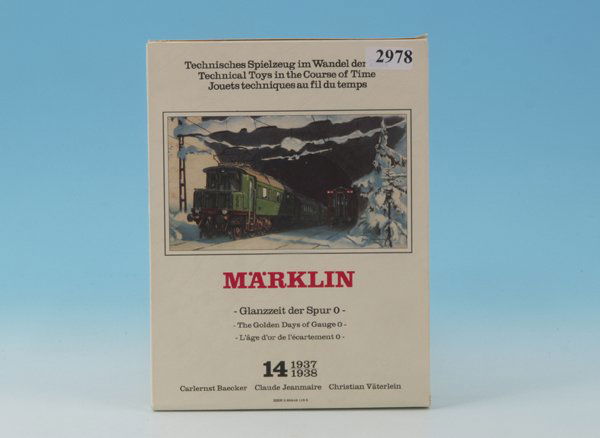 2978
Technisches Spielzeug im Wandel der
Technical Toys in the Course of Time
Jouets techniques au fil du temps
MÄRKLIN
- Glanzzeit der Spur 0 -
- The Golden Days of Gauge 0 -
- L'âge d'or de l'écartement 0 -
14 1937
1938
Carlernst Baecker Claude Jeanmaire Christian Väterlein